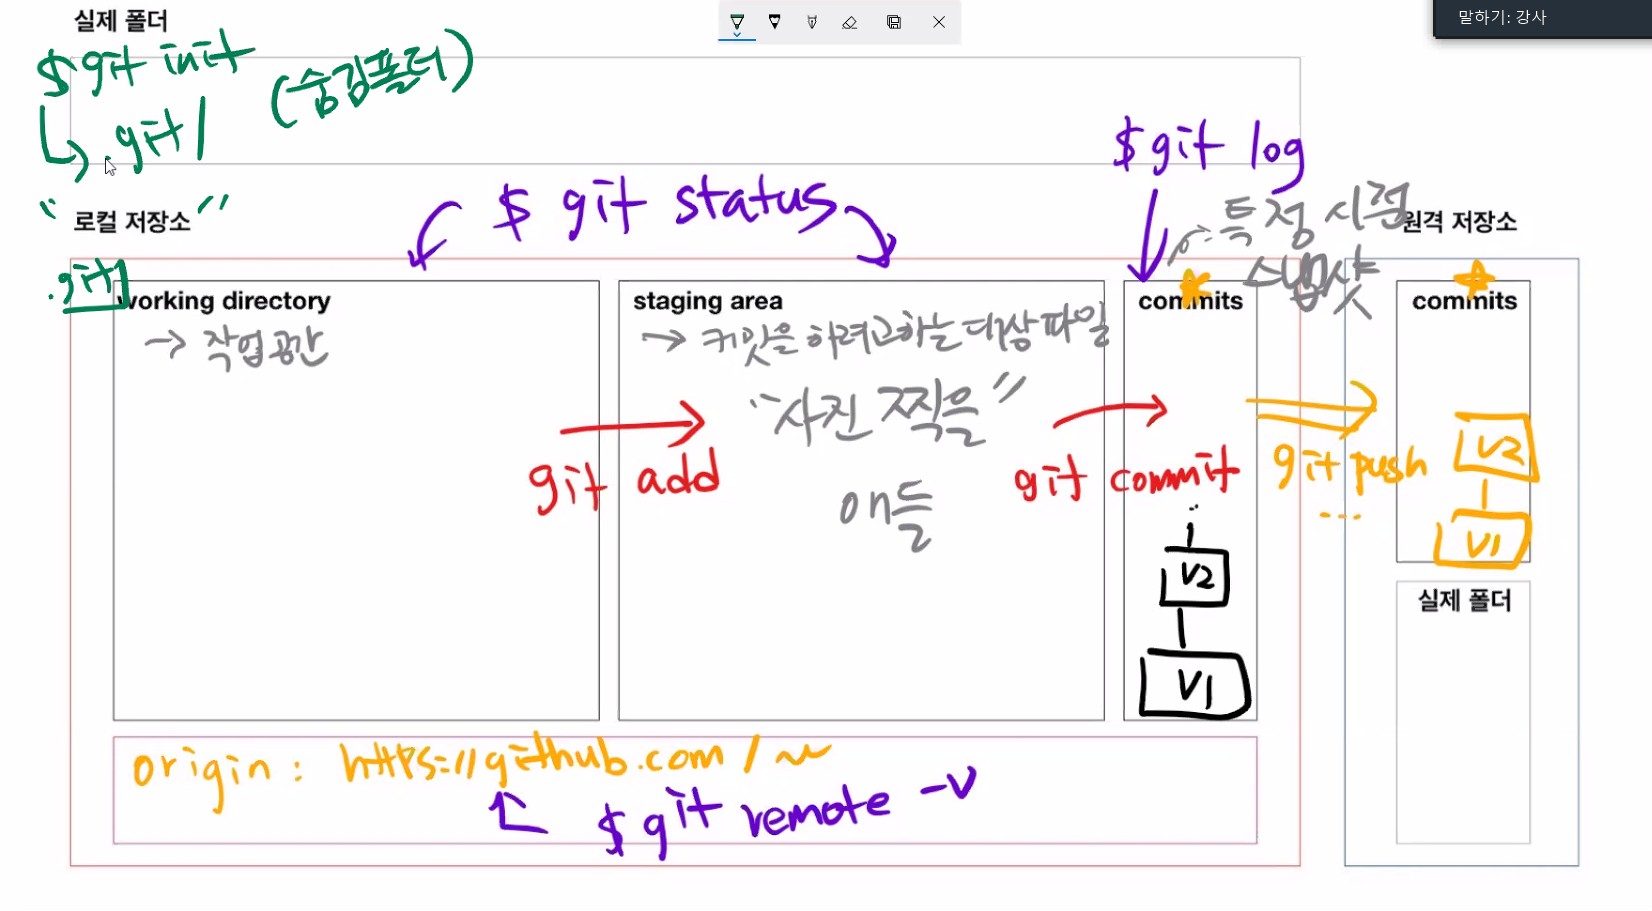 실제 폴더
말하기: 강사
$ git init
(숨김폴더)
.git/
$ git log
$ git status
특정 시점
스냅샷
" 로컬 저장소 "
원격 저장소
.git/
working directory
→ 작업공간
staging area
→ 커밋을 하려고하는 대상파일
"사진 찍을"
애들
commits
commits
git add
git commit
git push
...
V2
V1
V2
V1
실제 폴더
origin : https://github.com/~
$ git remote -v